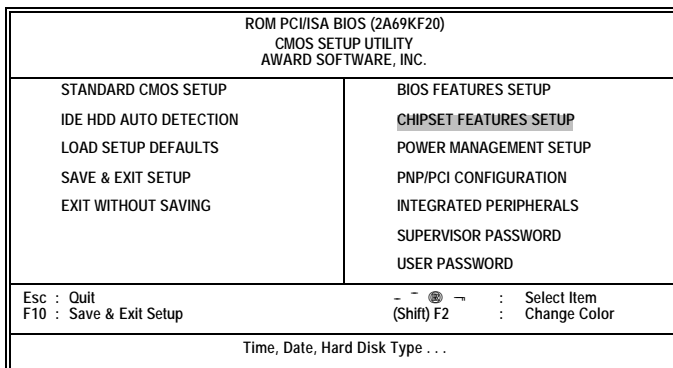 ROM PCI/ISA BIOS (2A69KF20)
CMOS SETUP UTILITY
AWARD SOFTWARE, INC.
STANDARD CMOS SETUP
IDE HDD AUTO DETECTION
LOAD SETUP DEFAULTS
SAVE & EXIT SETUP
EXIT WITHOUT SAVING
BIOS FEATURES SETUP
CHIPSET FEATURES SETUP
POWER MANAGEMENT SETUP
PNP/PCI CONFIGURATION
INTEGRATED PERIPHERALS
SUPERVISOR PASSWORD
USER PASSWORD
Esc : Quit
F10 : Save & Exit Setup
: Select Item
(Shift) F2 : Change Color
Time, Date, Hard Disk Type . . .